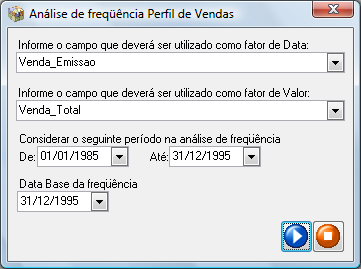 Análise de freqüência Perfil de Vendas
Informe o campo que deverá ser utilizado como fator de Data:
Venda_Emissao
Informe o campo que deverá ser utilizado como fator de Valor:
Venda_Total
Considerar o seguinte período na análise de freqüência
De: 01/01/1985 Até: 31/12/1995
Data Base da freqüência
31/12/1995